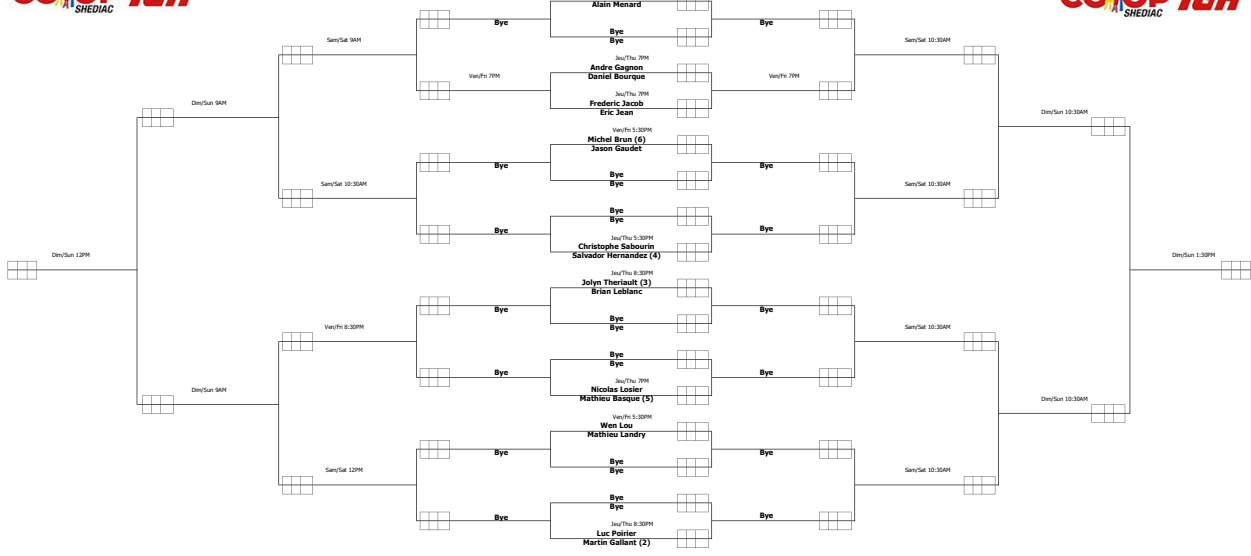 CO-OP SHEDIAC
CO-OP SHEDIAC
Alain Menard
Bye
Bye
Bye
Bye
Sam/Sat 9AM
Sam/Sat 10:30AM
Jeu/Thu 7PM
Andre Gagnon
Daniel Bourque
Ven/Fri 7PM
Ven/Fri 7PM
Jeu/Thu 7PM
Frederic Jacob
Eric Jean
Dim/Sun 9AM
Dim/Sun 10:30AM
Ven/Fri 5:30PM
Michel Brun (6)
Jason Gaudet
Bye
Bye
Bye
Bye
Sam/Sat 10:30AM
Sam/Sat 10:30AM
Bye
Bye
Bye
Bye
Jeu/Thu 5:30PM
Christophe Sabourin
Salvador Hernandez (4)
Dim/Sun 12PM
Dim/Sun 1:30PM
Jeu/Thu 8:30PM
Jolyn Theriault (3)
Brian Leblanc
Bye
Bye
Bye
Bye
Ven/Fri 8:30PM
Sam/Sat 10:30AM
Bye
Bye
Bye
Bye
Jeu/Thu 7PM
Nicolas Losier
Mathieu Basque (5)
Dim/Sun 9AM
Dim/Sun 10:30AM
Ven/Fri 5:30PM
Wen Lou
Mathieu Landry
Bye
Bye
Bye
Bye
Sam/Sat 12PM
Sam/Sat 10:30AM
Bye
Bye
Bye
Bye
Jeu/Thu 8:30PM
Luc Poirier
Martin Gallant (2)